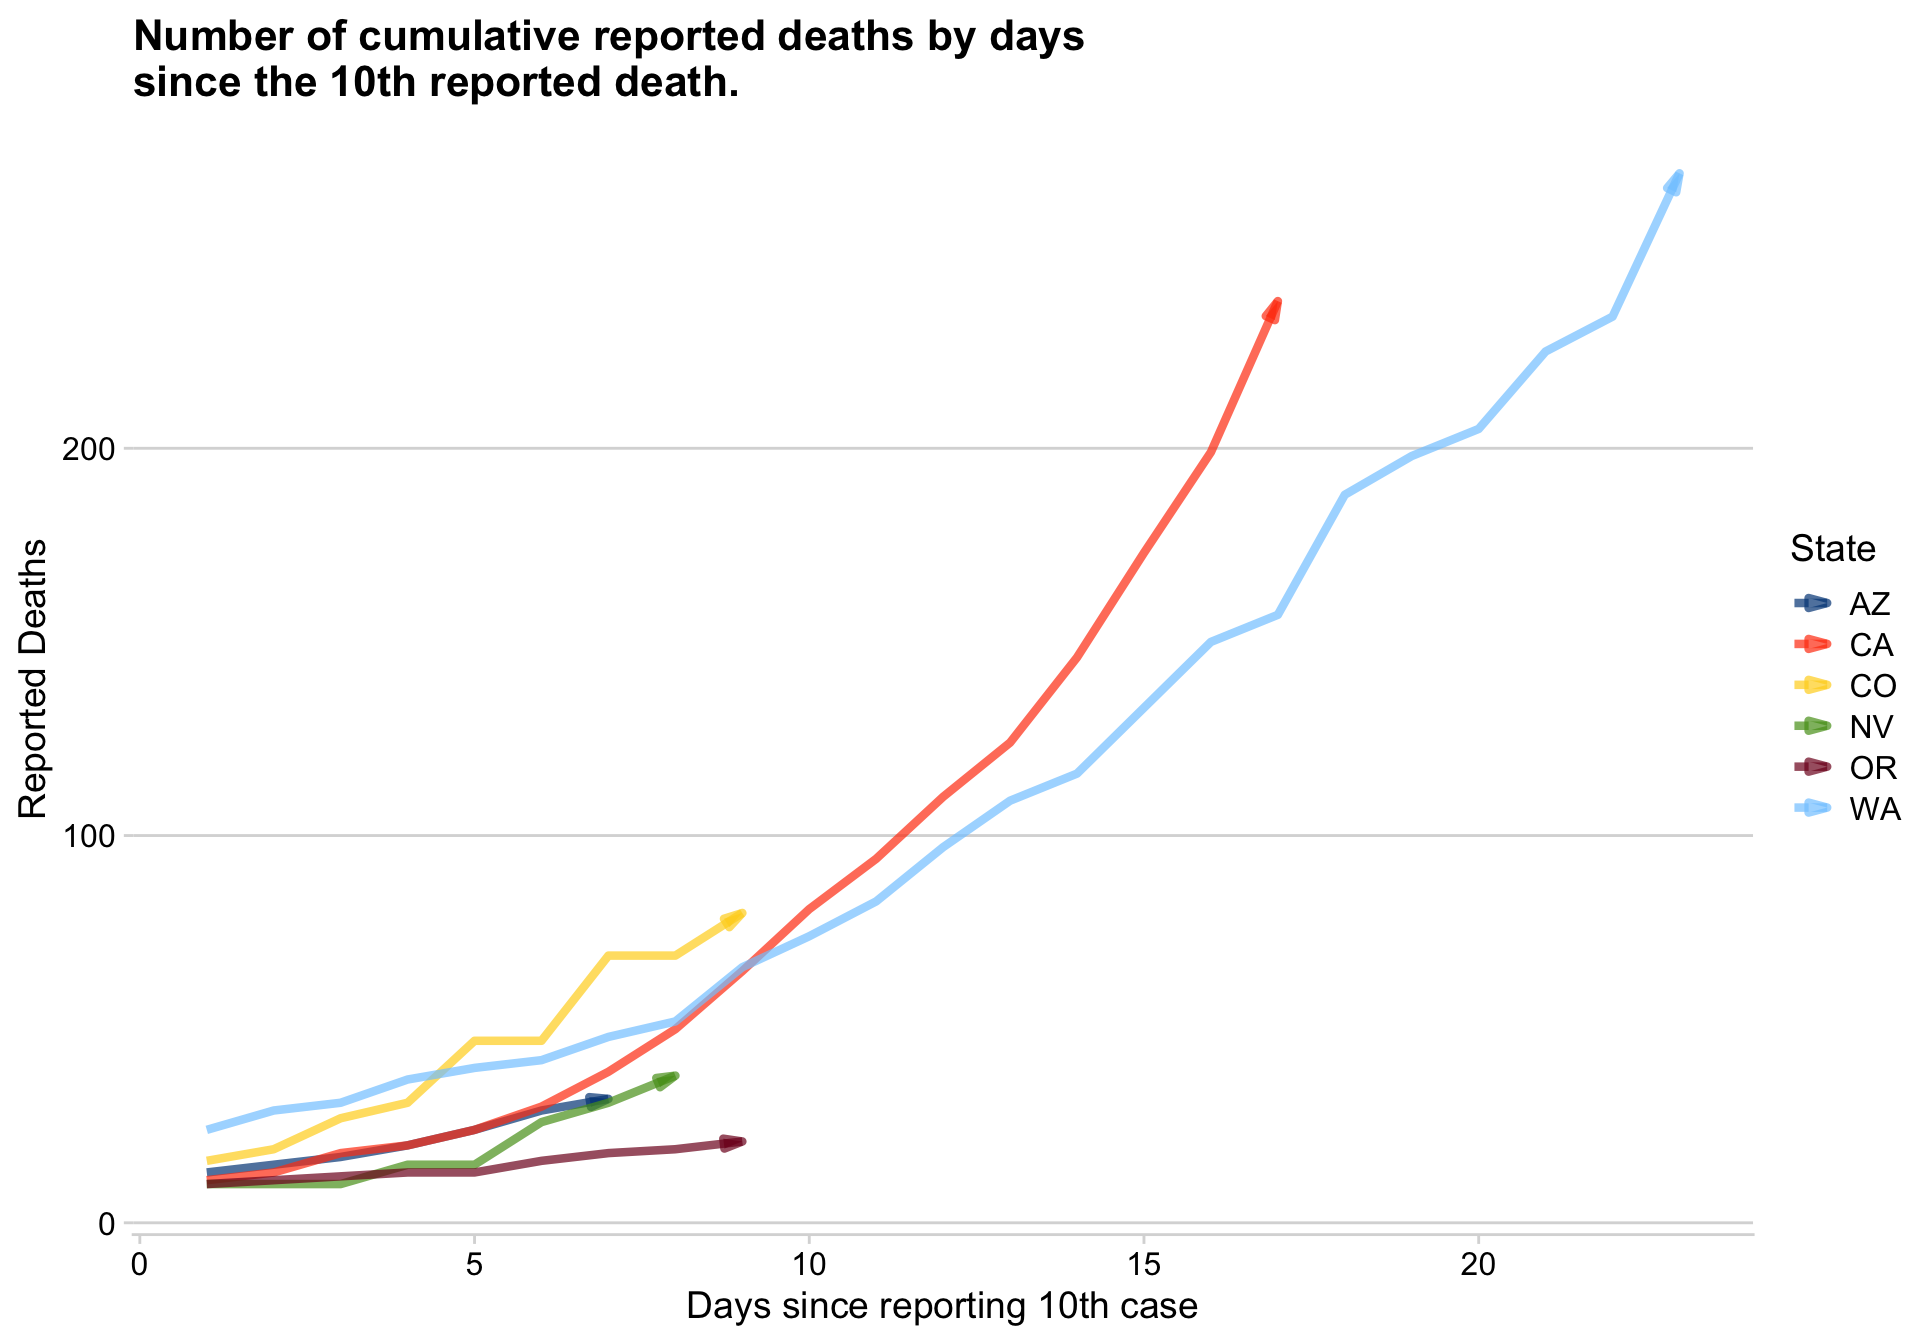 Number of cumulative reported deaths by days
since the 10th reported death.
Reported Deaths
200
100
0
0
5
10
15
20
Days since reporting 10th case
State
AZ
CA
CO
NV
OR
WA